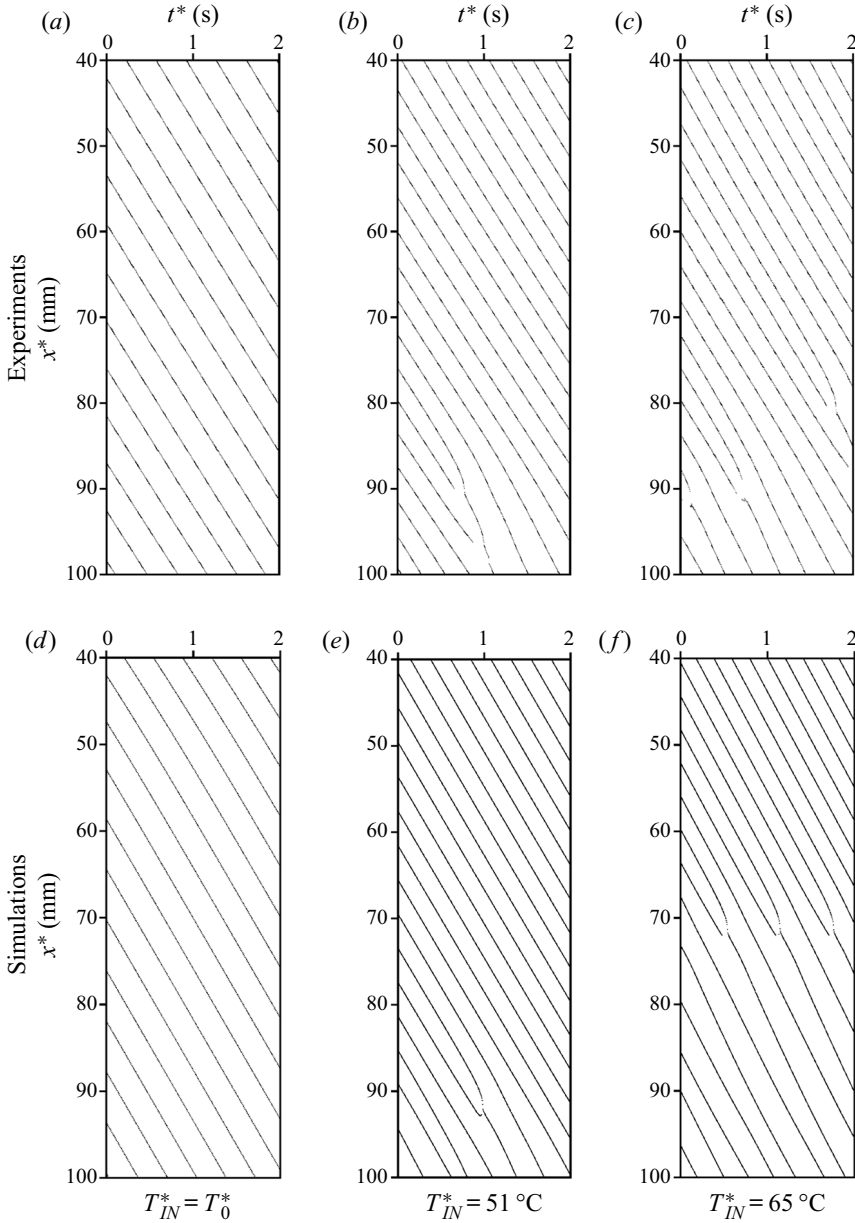 (a) t* (s) (b) t* (s) (c) t* (s)
0 1 2 0 1 2 0 1 2
40 40 40
50 50 50
60 60 60
70 70 70
80 80 80
90 90 90
100 100 100
Experiments
x* (mm)
(d) (e) (f)
0 1 2 0 1 2 0 1 2
40 40 40
50 50 50
60 60 60
70 70 70
80 80 80
90 90 90
100 100 100
Simulations
x* (mm)
T*IN = T*0 T*IN = 51 °C T*IN = 65 °C